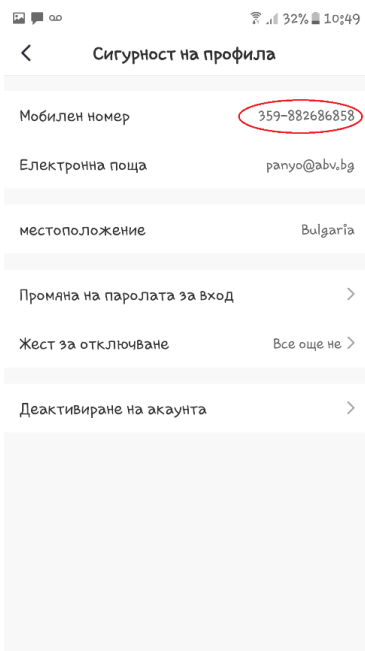 32% 10:49
Сигурност на профила
Мобилен номер 359-882686858
Електронна поща panyo@abv.bg
местоположение Bulgaria
Промяна на паролата за вход
Жест за отключване Все още не
Деактивиране на акаунта